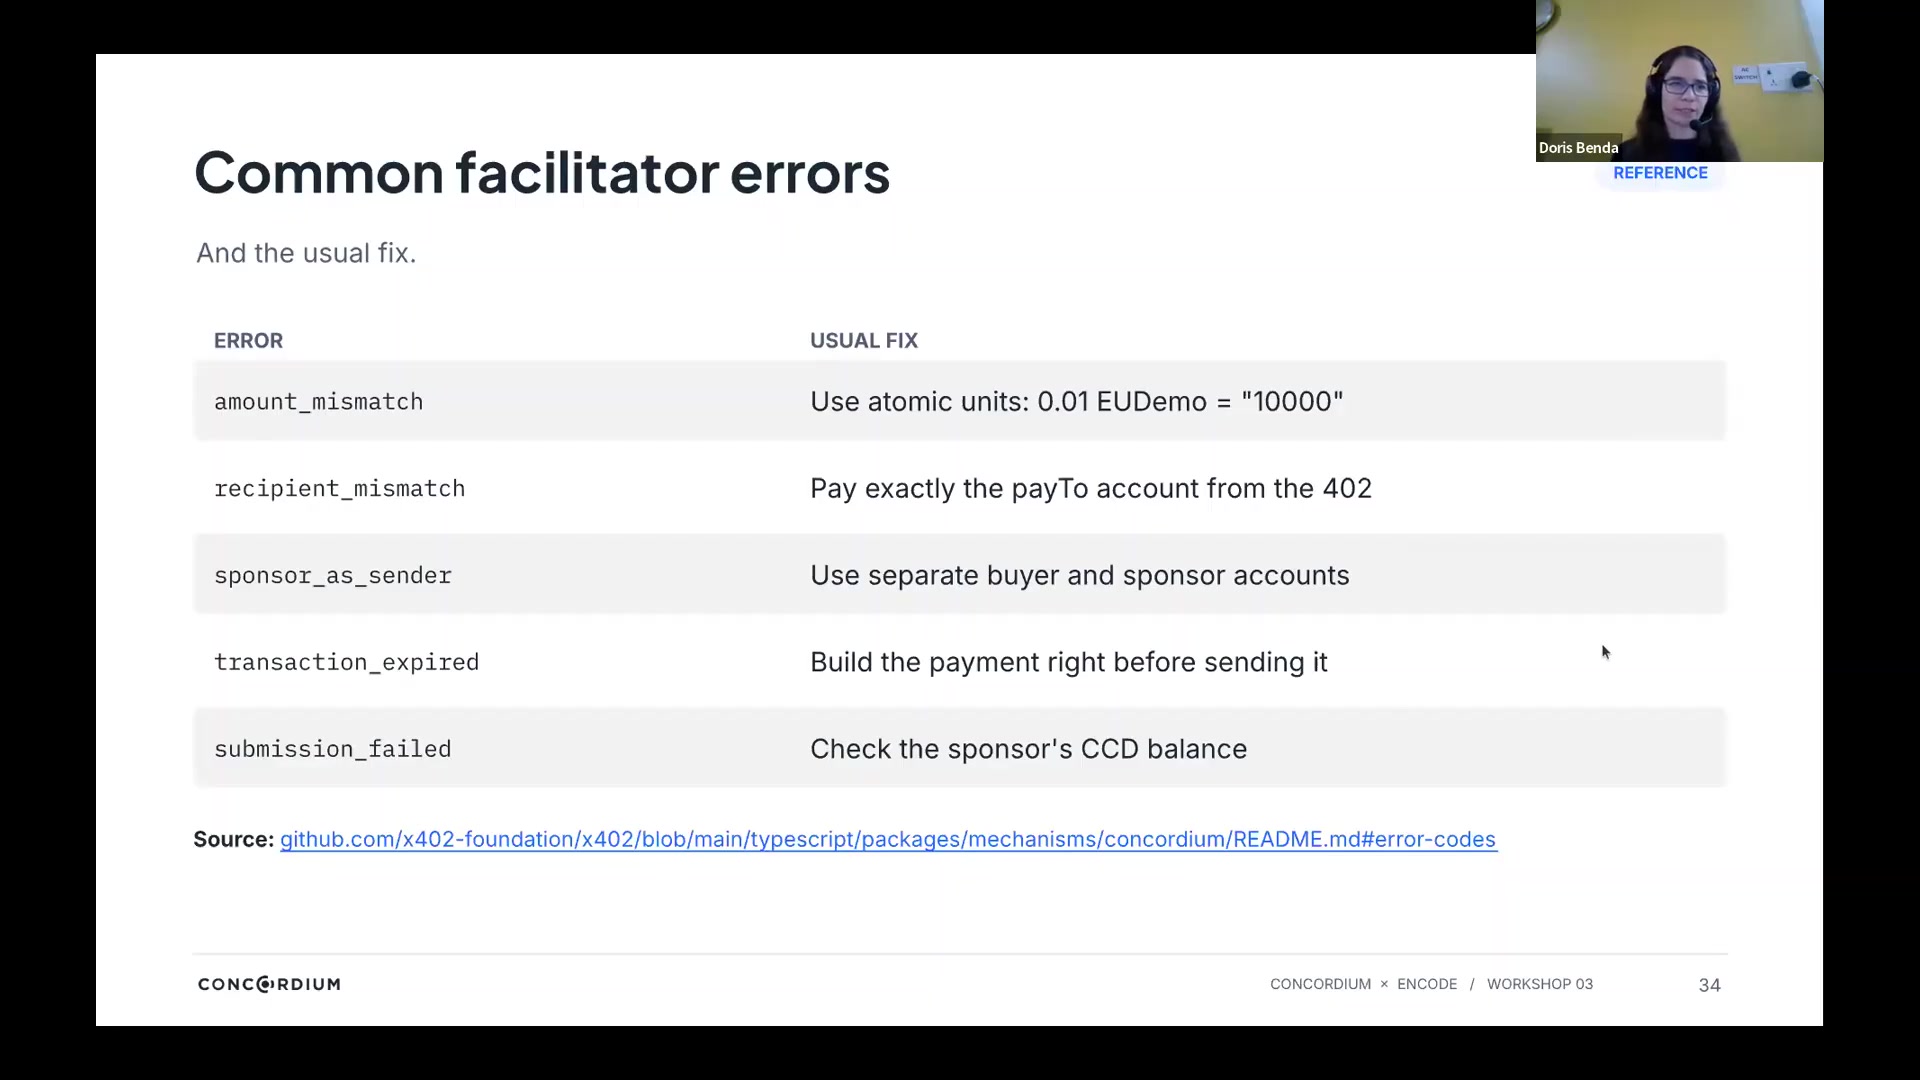 Doris Benda
AC
SWITCH
Common facilitator errors
REFERENCE
And the usual fix.
ERROR
USUAL FIX
amount_mismatch
Use atomic units: 0.01 EUDemo = "10000"
recipient_mismatch
Pay exactly the payTo account from the 402
sponsor_as_sender
Use separate buyer and sponsor accounts
transaction_expired
Build the payment right before sending it
submission_failed
Check the sponsor's CCD balance
Source: github.com/x402-foundation/x402/blob/main/typescript/packages/mechanisms/concordium/README.md#error-codes
CONCORDIUM
CONCORDIUM × ENCODE / WORKSHOP 03
34